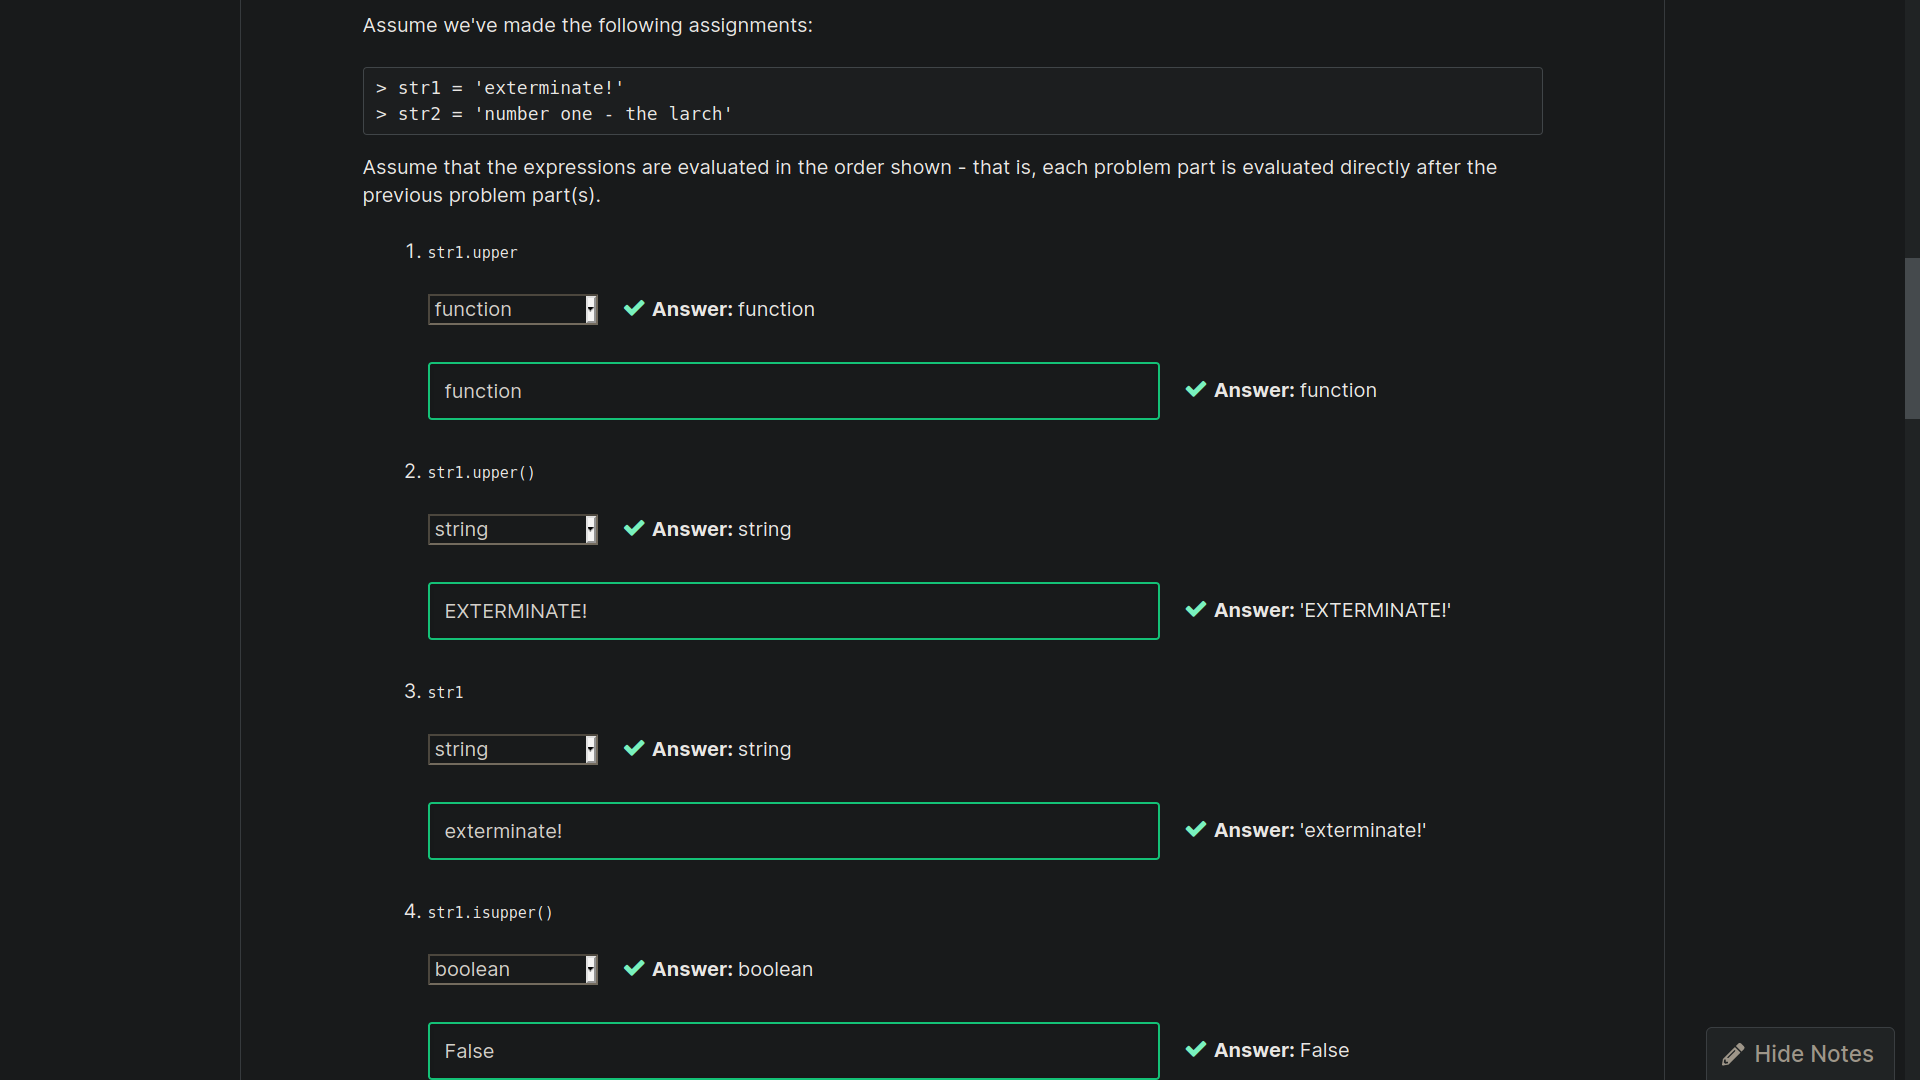 Assume we've made the following assignments:
> str1 = 'exterminate!'
> str2 = 'number one - the larch'
Assume that the expressions are evaluated in the order shown - that is, each problem part is evaluated directly after the
previous problem part(s).
1. str1.upper
function
Answer: function
function
Answer: function
2. str1.upper()
string
Answer: string
EXTERMINATE!
Answer: 'EXTERMINATE!'
3. str1
string
Answer: string
exterminate!
Answer: 'exterminate!'
4. str1.isupper()
boolean
Answer: boolean
False
Answer: False
Hide Notes